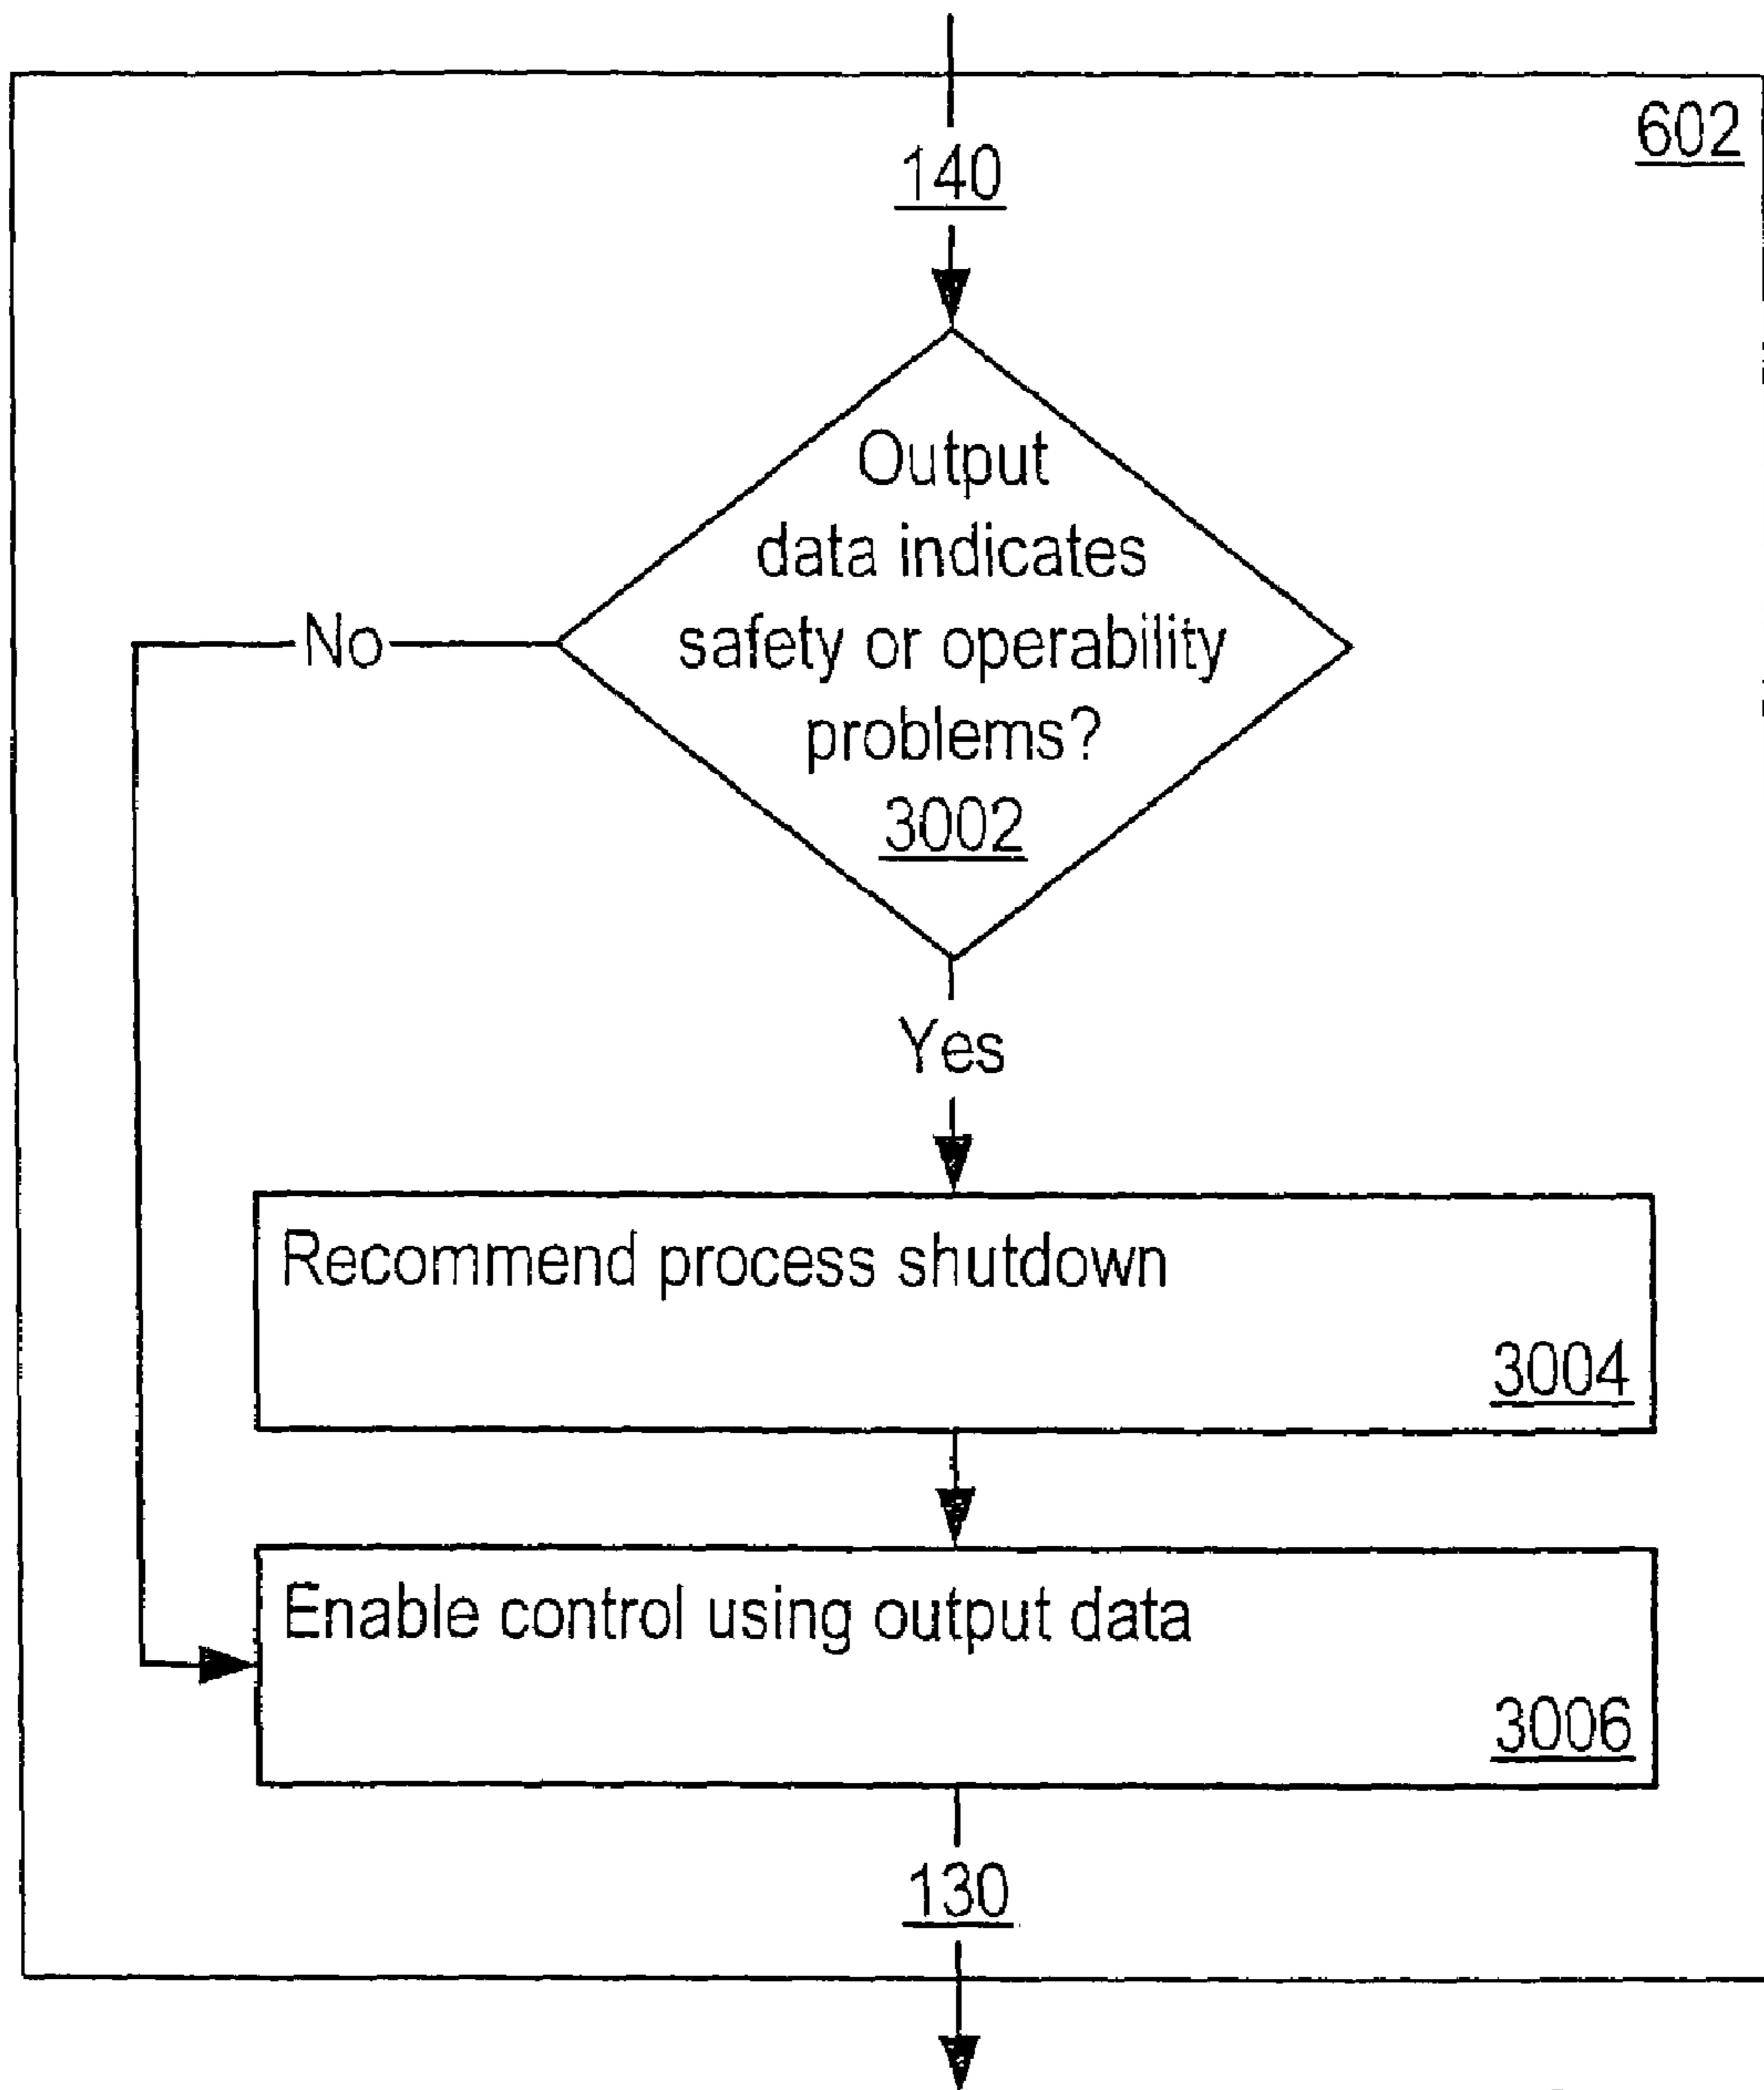 602
140
Output
data indicates
safety or operability
problems?
3002
No
Yes
Recommend process shutdown
3004
Enable control using output data
3006
130